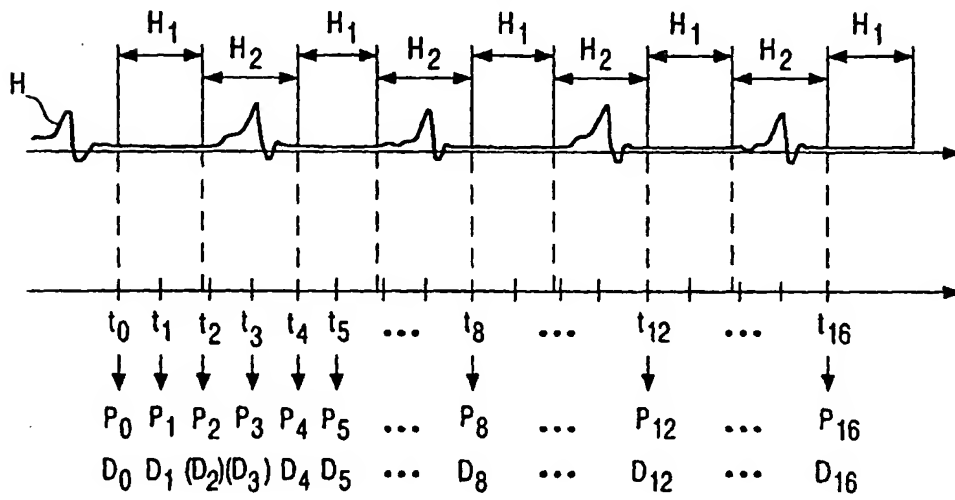 H₁ H₁ H₁ H₁ H₁
H₂ H₂ H₂ H₂
H
t₀ t₁ t₂ t₃ t₄ t₅ ... t₈ ... t₁₂ ... t₁₆
P₀ P₁ P₂ P₃ P₄ P₅ ... P₈ ... P₁₂ ... P₁₆
D₀ D₁ (D₂)(D₃) D₄ D₅ ... D₈ ... D₁₂ ... D₁₆